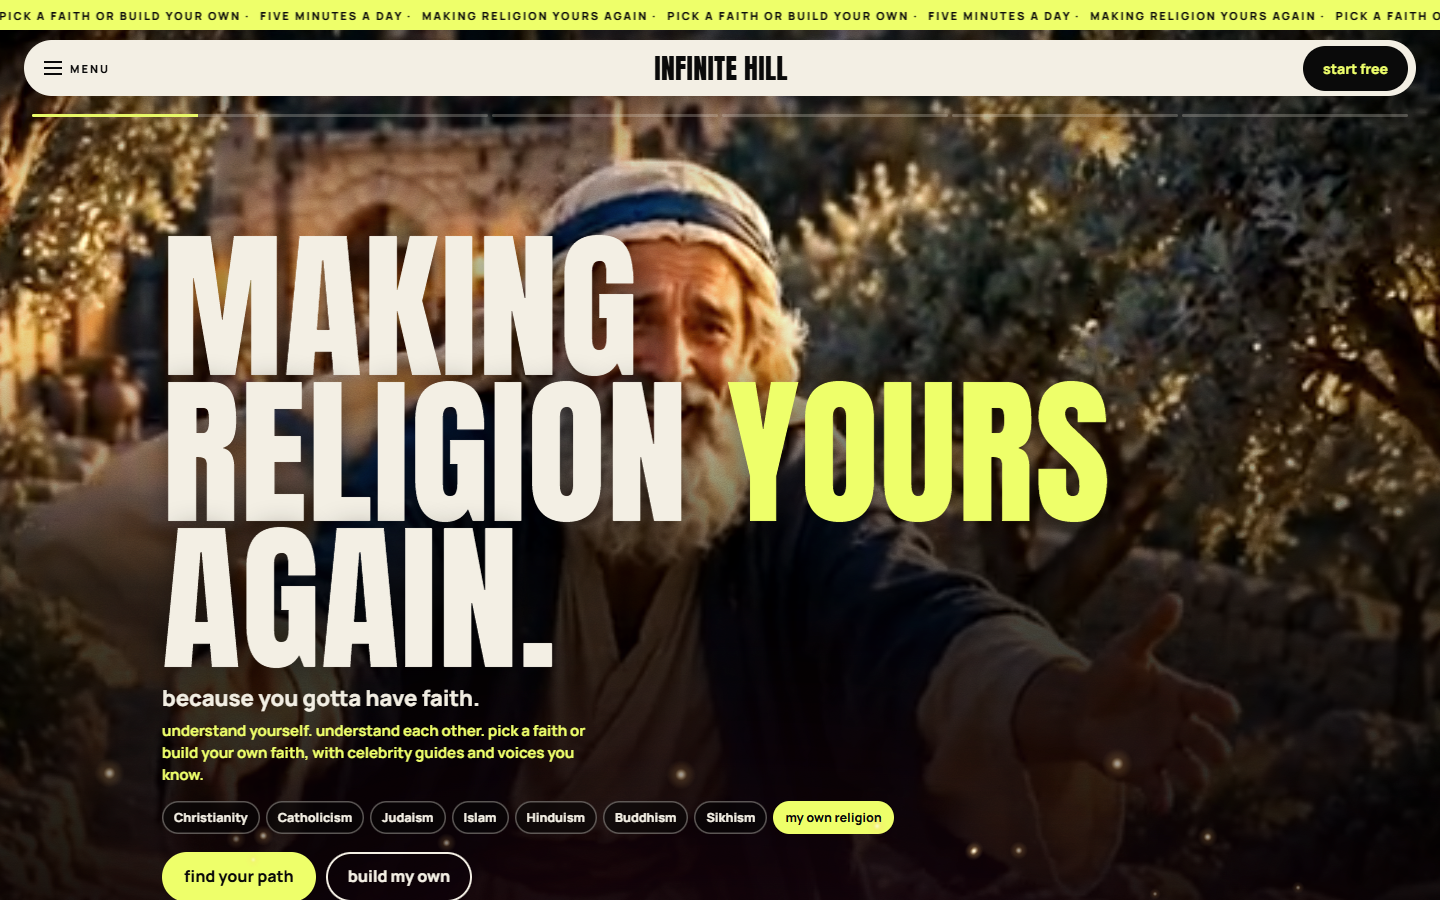 PICK A FAITH OR BUILD YOUR OWN · FIVE MINUTES A DAY · MAKING RELIGION YOURS AGAIN · PICK A FAITH OR BUILD YOUR OWN · FIVE MINUTES A DAY · MAKING RELIGION YOURS AGAIN · PICK A FAITH O
MENU
INFINITE HILL
start free
MAKING
RELIGION YOURS
AGAIN.
because you gotta have faith.
understand yourself. understand each other. pick a faith or
build your own faith, with celebrity guides and voices you
know.
Christianity Catholicism Judaism Islam Hinduism Buddhism Sikhism my own religion
find your path build my own